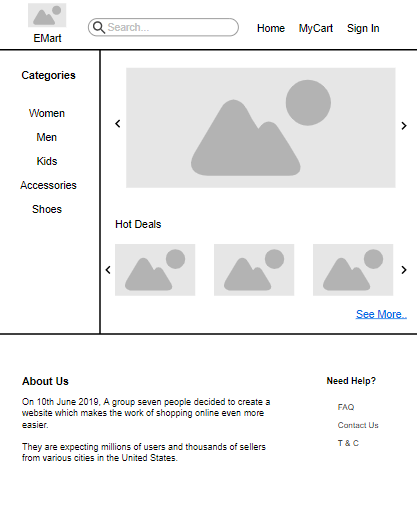 EMart
Search...
Home MyCart Sign In
Categories
Women
Men
Kids
Accessories
Shoes
Hot Deals
See More..
About Us
On 10th June 2019, A group seven people decided to create a
website which makes the work of shopping online even more
easier.
They are expecting millions of users and thousands of sellers
from various cities in the United States.
Need Help?
FAQ
Contact Us
T & C